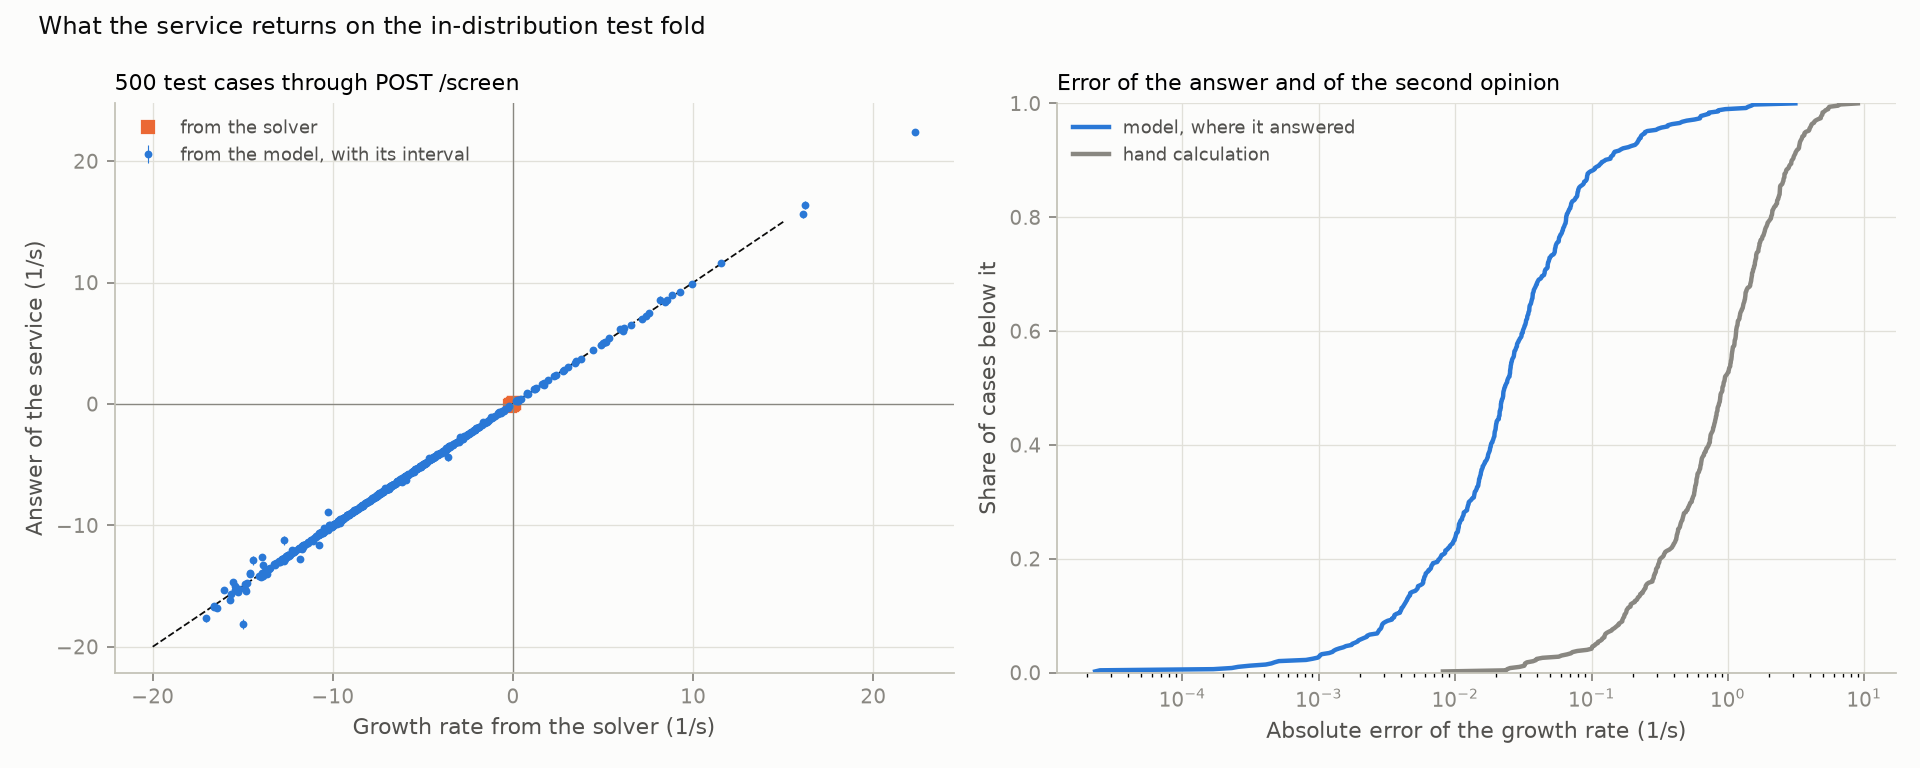 What the service returns on the in-distribution test fold
500 test cases through POST /screen
from the solver
from the model, with its interval
20
10
0
−10
−20
Answer of the service (1/s)
−20 −10 0 10 20
Growth rate from the solver (1/s)
Error of the answer and of the second opinion
model, where it answered
hand calculation
1.0
0.8
0.6
0.4
0.2
0.0
Share of cases below it
10⁻⁴ 10⁻³ 10⁻² 10⁻¹ 10⁰ 10¹
Absolute error of the growth rate (1/s)